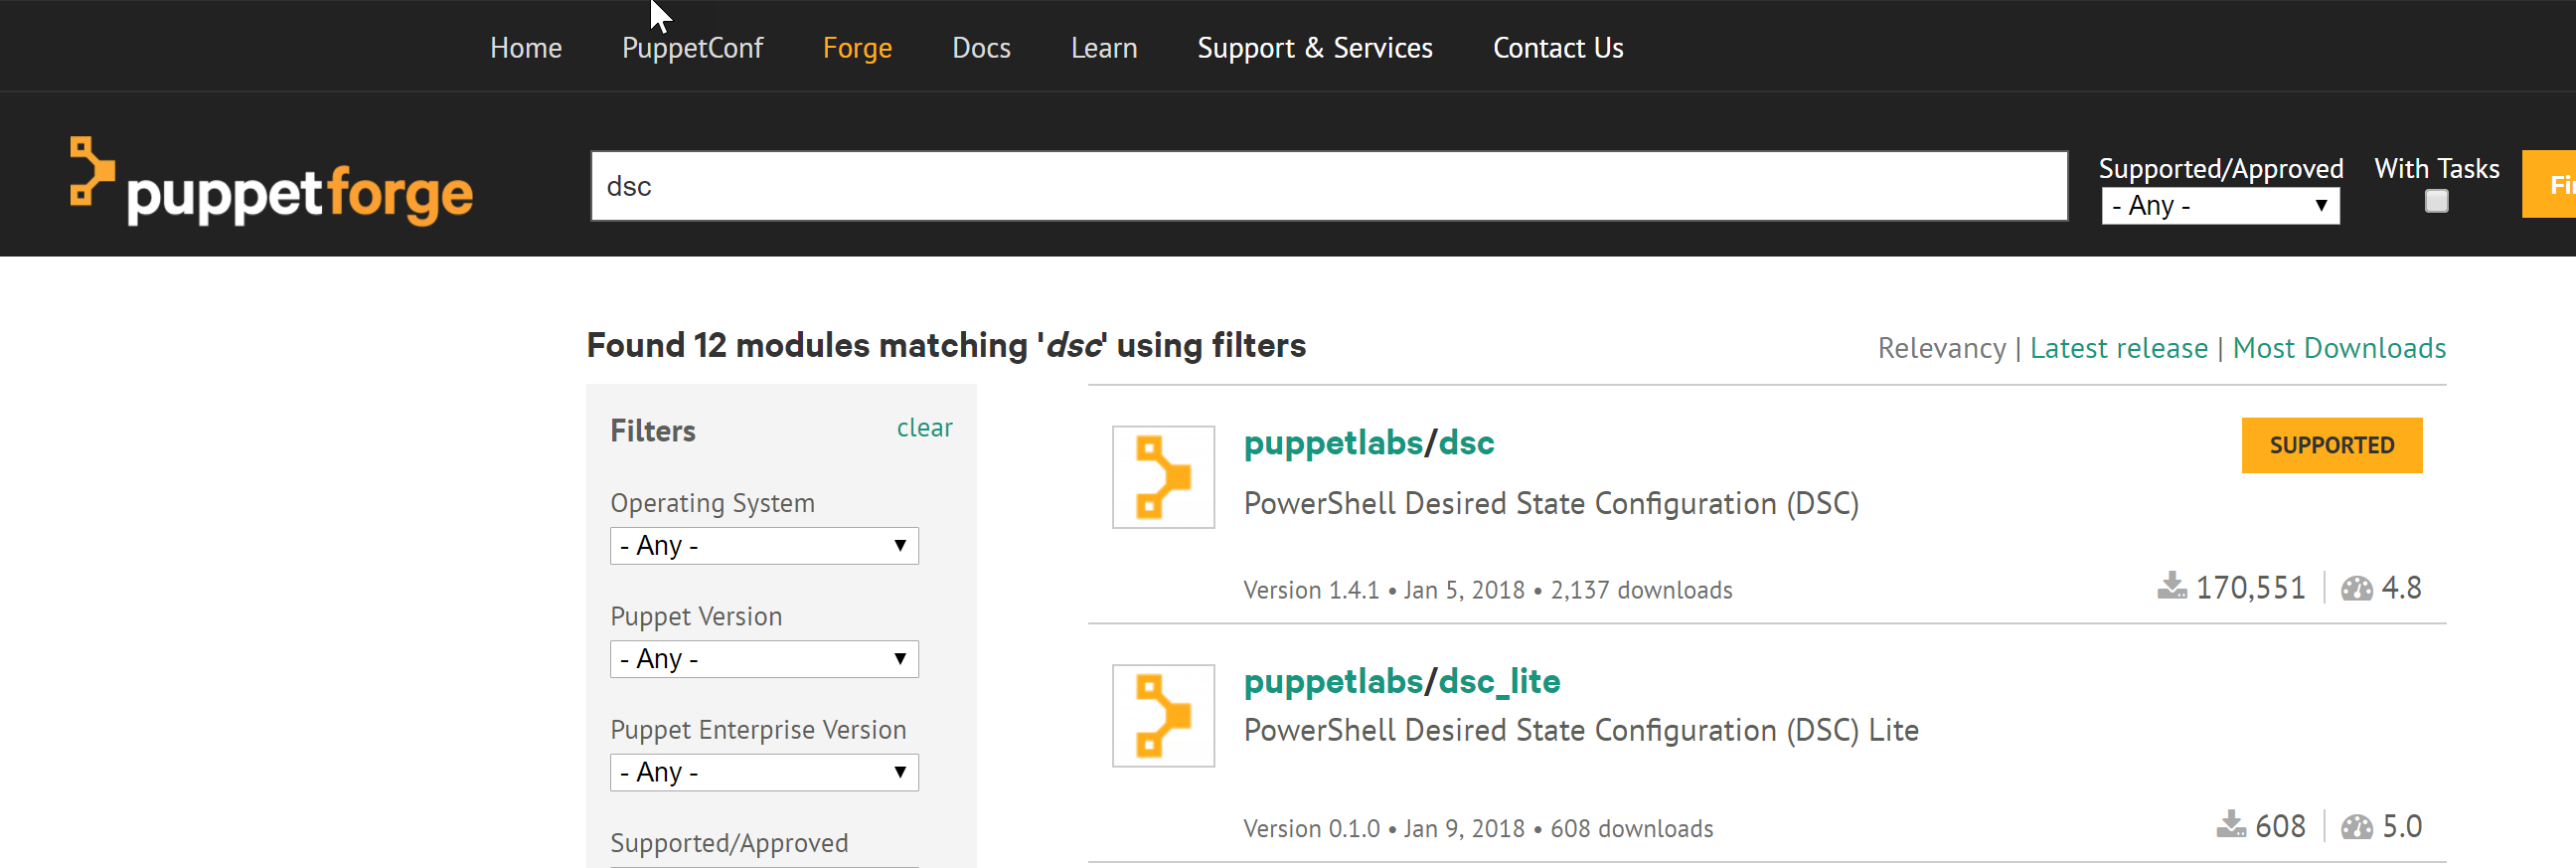 Home PuppetConf Forge Docs Learn Support & Services Contact Us
puppetforge
dsc
Supported/Approved
- Any -
With Tasks
Found 12 modules matching 'dsc' using filters
Relevancy | Latest release | Most Downloads
Filters
clear
Operating System
- Any -
Puppet Version
- Any -
Puppet Enterprise Version
- Any -
Supported/Approved
puppetlabs/dsc
SUPPORTED
PowerShell Desired State Configuration (DSC)
Version 1.4.1 • Jan 5, 2018 • 2,137 downloads
170,551 | 4.8
puppetlabs/dsc_lite
PowerShell Desired State Configuration (DSC) Lite
Version 0.1.0 • Jan 9, 2018 • 608 downloads
608 | 5.0